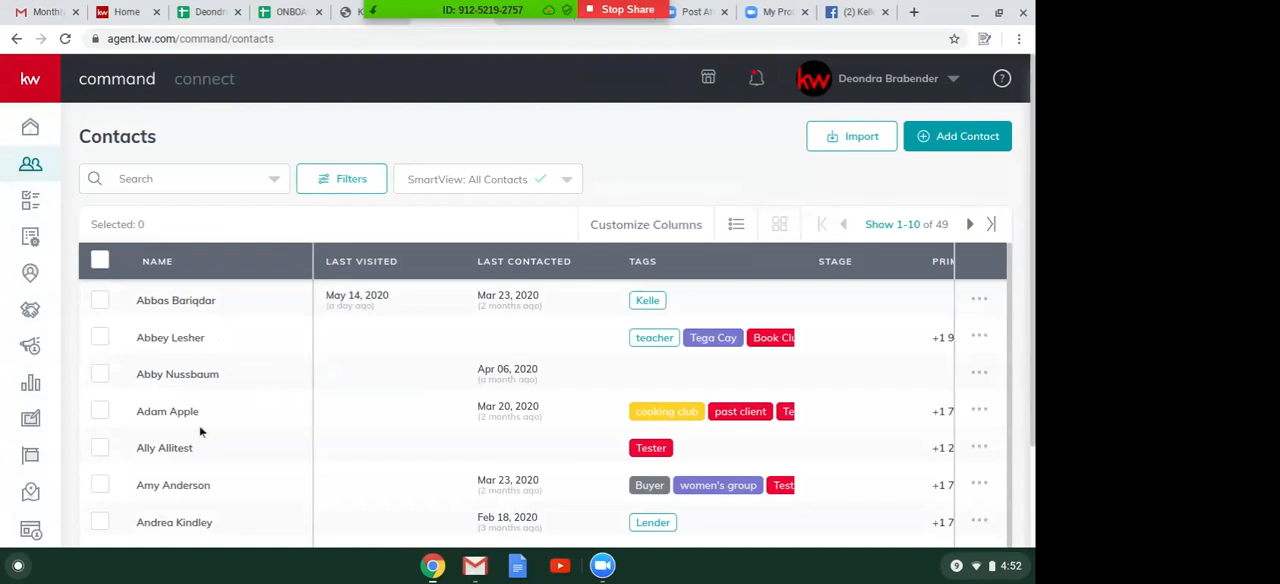 Monthly
Home
Deondr
ONBOA
K
ID: 912-5219-2757
Stop Share
Post At
My Pro
(2) Kell
agent.kw.com/command/contacts
kw
command
connect
kw
Deondra Brabender
?
Contacts
Import
Add Contact
Search
Filters
SmartView: All Contacts
Selected: 0
Customize Columns
Show 1-10 of 49
NAME
LAST VISITED
LAST CONTACTED
TAGS
STAGE
PRI
Abbas Bariqdar
May 14, 2020
(a day ago)
Mar 23, 2020
(2 months ago)
Kelle
Abbey Lesher
teacher
Tega Cay
Book Clu
+1 9
Abby Nussbaum
Apr 06, 2020
(a month ago)
Adam Apple
Mar 20, 2020
(2 months ago)
cooking club
past client
Te
+1 7
Ally Allitest
Tester
+1 2
Amy Anderson
Mar 23, 2020
(2 months ago)
Buyer
women's group
Test
+1 7
Andrea Kindley
Feb 18, 2020
(3 months ago)
Lender
+1 7
9
4:52